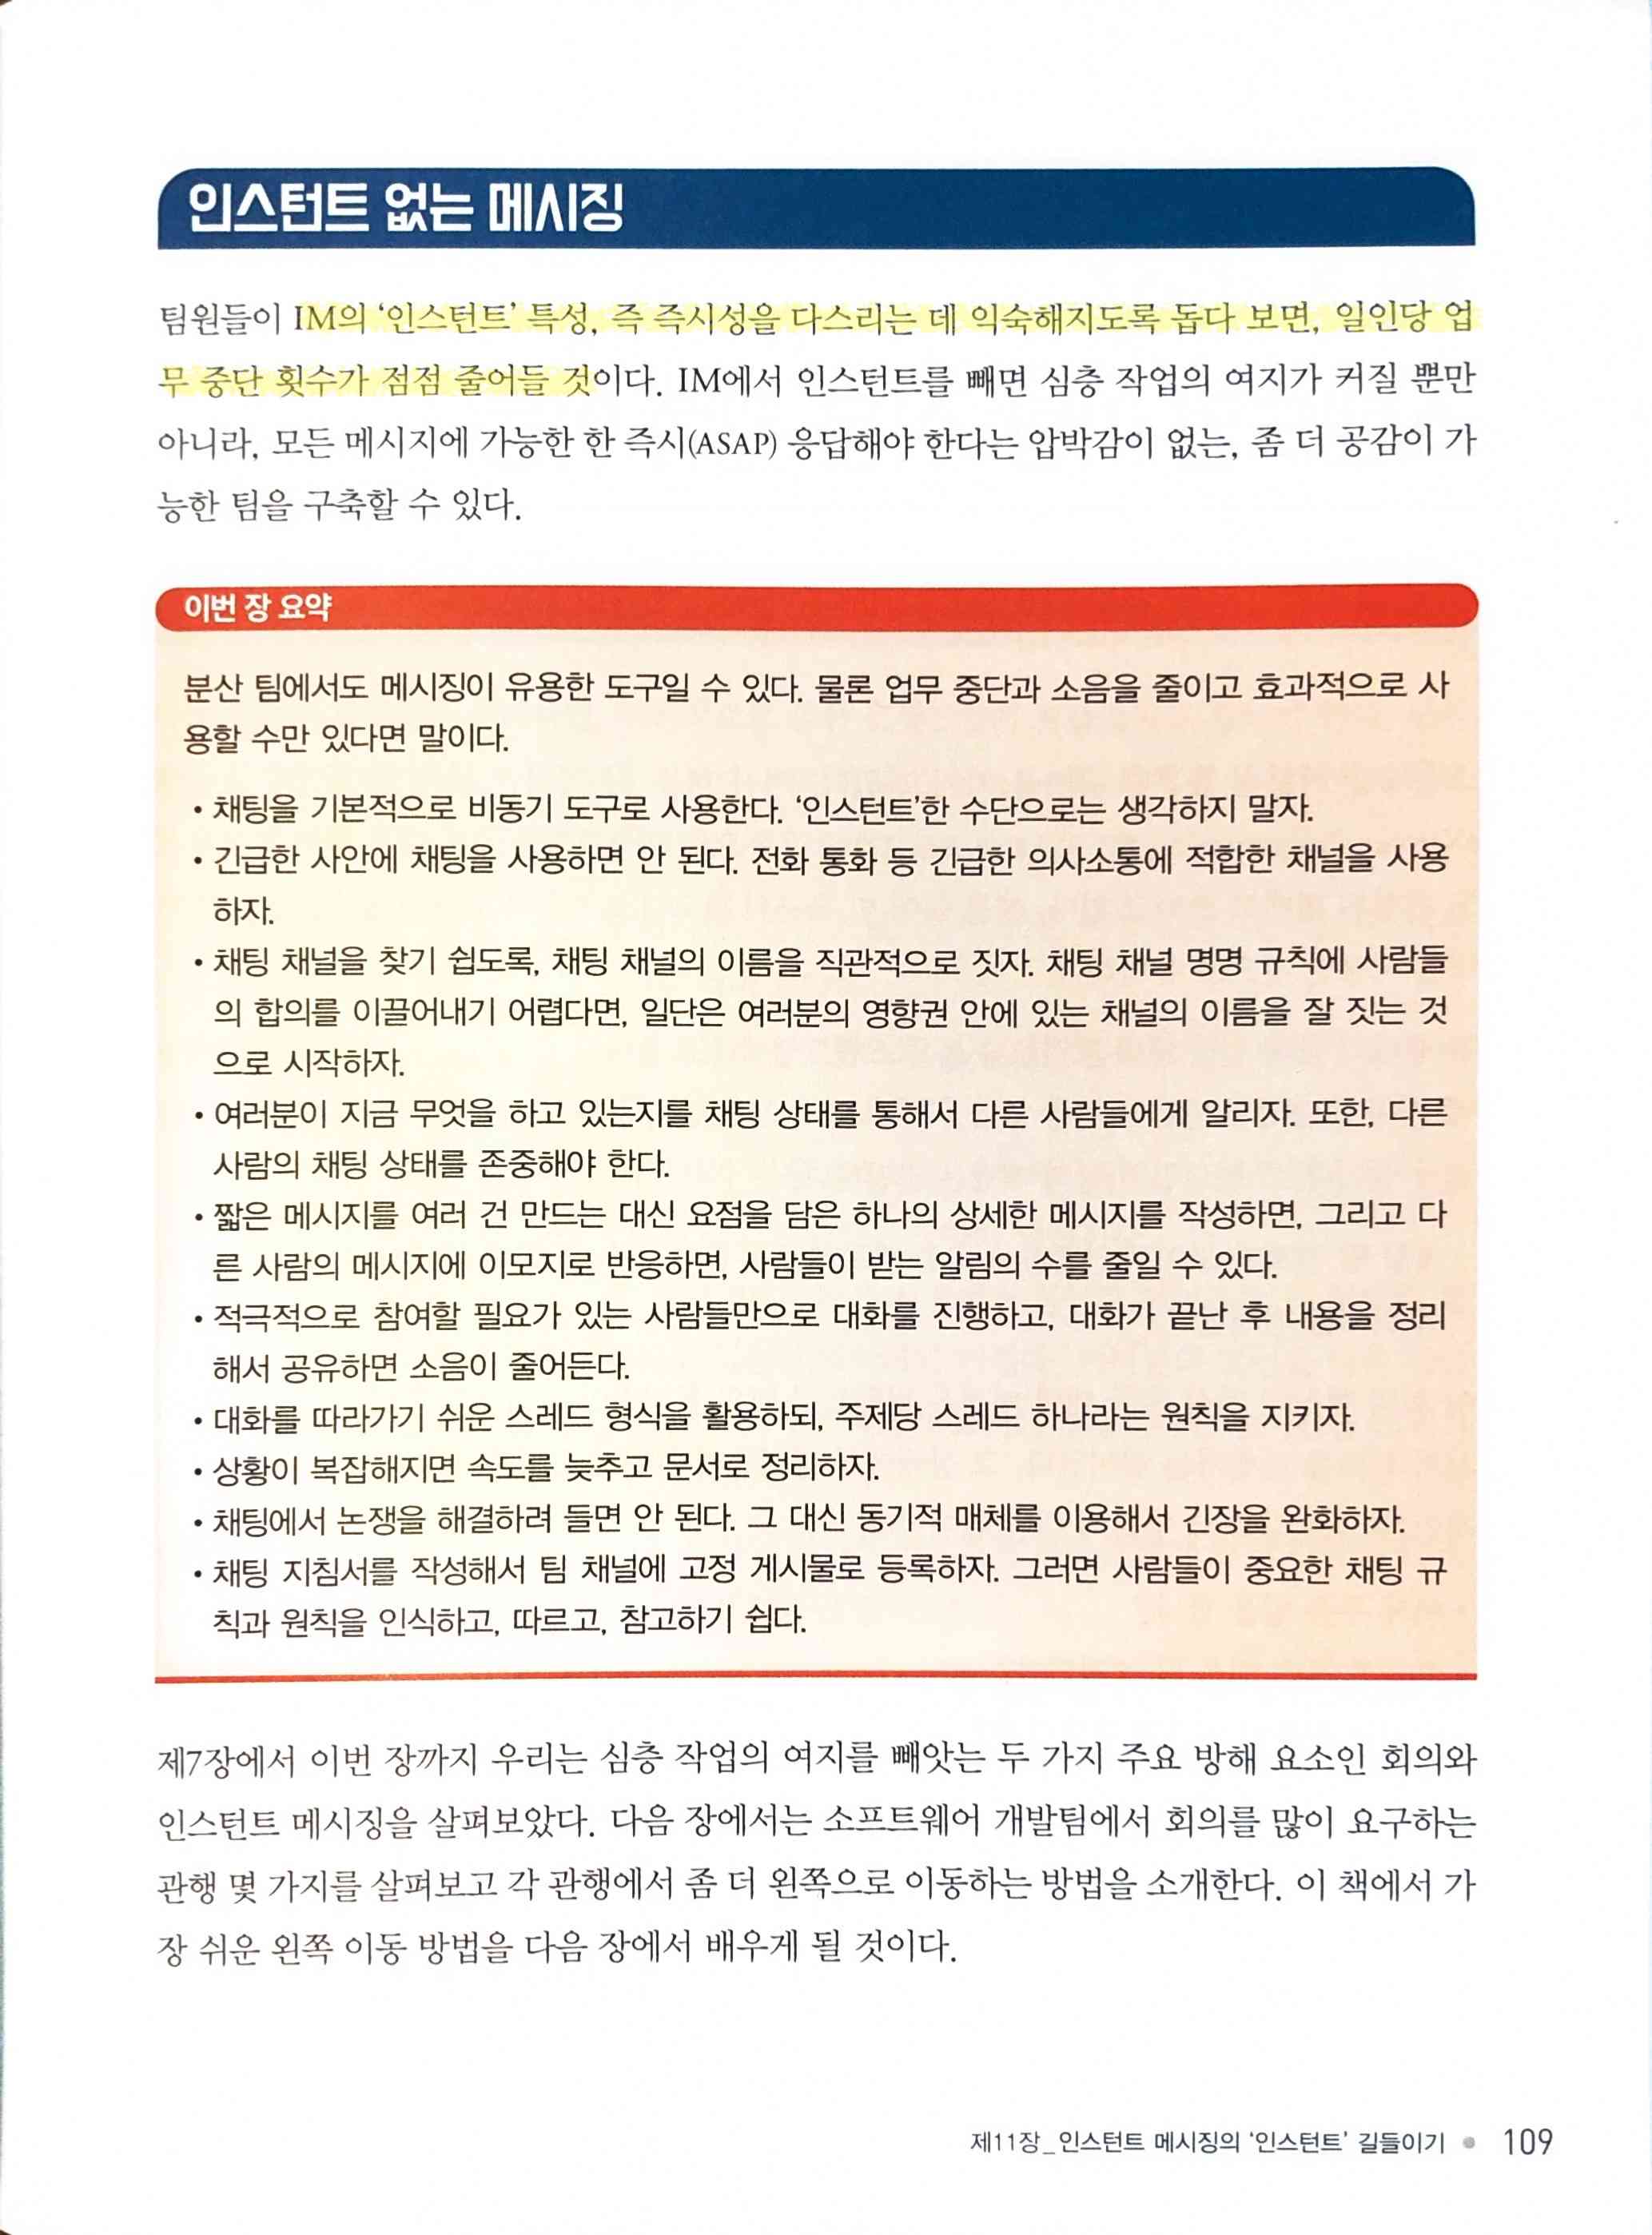 인스턴트 없는 메시징
팀원들이 IM의 ‘인스턴트’ 특성, 즉 즉시성을 다스리는 데 익숙해지도록 돕다 보면, 일인당 업
무 중단 횟수가 점점 줄어들 것이다. IM에서 인스턴트를 빼면 심층 작업의 여지가 커질 뿐만
아니라, 모든 메시지에 가능한 한 즉시(ASAP) 응답해야 한다는 압박감이 없는, 좀 더 공감이 가
능한 팀을 구축할 수 있다.
이번 장 요약
분산 팀에서도 메시징이 유용한 도구일 수 있다. 물론 업무 중단과 소음을 줄이고 효과적으로 사
용할 수만 있다면 말이다.
• 채팅을 기본적으로 비동기 도구로 사용한다. ‘인스턴트’한 수단으로는 생각하지 말자.
• 긴급한 사안에 채팅을 사용하면 안 된다. 전화 통화 등 긴급한 의사소통에 적합한 채널을 사용
하자.
• 채팅 채널을 찾기 쉽도록, 채팅 채널의 이름을 직관적으로 짓자. 채팅 채널 명명 규칙에 사람들
의 합의를 이끌어내기 어렵다면, 일단은 여러분의 영향권 안에 있는 채널의 이름을 잘 짓는 것
으로 시작하자.
• 여러분이 지금 무엇을 하고 있는지를 채팅 상태를 통해서 다른 사람들에게 알리자. 또한, 다른
사람의 채팅 상태를 존중해야 한다.
• 짧은 메시지를 여러 건 만드는 대신 요점을 담은 하나의 상세한 메시지를 작성하면, 그리고 다
른 사람의 메시지에 이모지로 반응하면, 사람들이 받는 알림의 수를 줄일 수 있다.
• 적극적으로 참여할 필요가 있는 사람들만으로 대화를 진행하고, 대화가 끝난 후 내용을 정리
해서 공유하면 소음이 줄어든다.
• 대화를 따라가기 쉬운 스레드 형식을 활용하되, 주제당 스레드 하나라는 원칙을 지키자.
• 상황이 복잡해지면 속도를 늦추고 문서로 정리하자.
• 채팅에서 논쟁을 해결하려 들면 안 된다. 그 대신 동기적 매체를 이용해서 긴장을 완화하자.
• 채팅 지침서를 작성해서 팀 채널에 고정 게시물로 등록하자. 그러면 사람들이 중요한 채팅 규
칙과 원칙을 인식하고, 따르고, 참고하기 쉽다.
제7장에서 이번 장까지 우리는 심층 작업의 여지를 빼앗는 두 가지 주요 방해 요소인 회의와
인스턴트 메시징을 살펴보았다. 다음 장에서는 소프트웨어 개발팀에서 회의를 많이 요구하는
관행 몇 가지를 살펴보고 각 관행에서 좀 더 왼쪽으로 이동하는 방법을 소개한다. 이 책에서 가
장 쉬운 왼쪽 이동 방법을 다음 장에서 배우게 될 것이다.
제11장_인스턴트 메시징의 ‘인스턴트’ 길들이기 ● 109